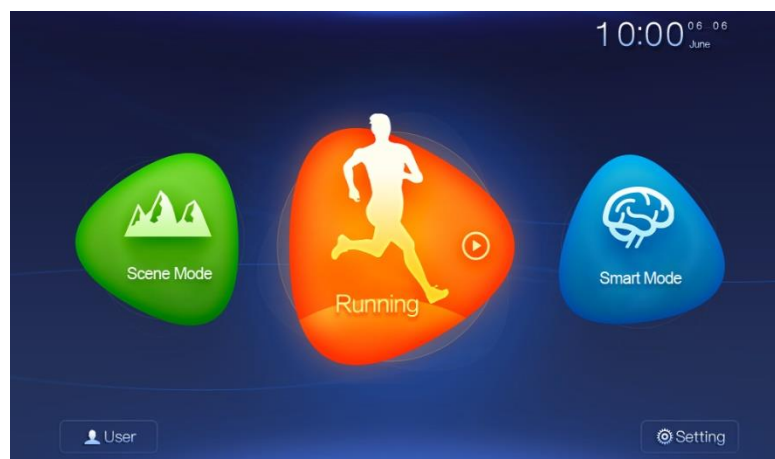 10:00 06 06
June
Scene Mode
Running
Smart Mode
User
Setting